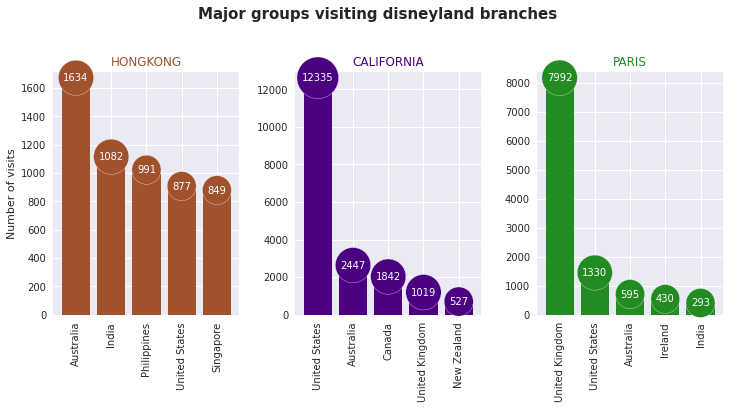 Major groups visiting disneyland branches
HONGKONG
Number of visits
1600
1400
1200
1000
800
600
400
200
0
1634
1082
991
877
849
Australia
India
Philippines
United States
Singapore
CALIFORNIA
12000
10000
8000
6000
4000
2000
0
12335
2447
1842
1019
527
United States
Australia
Canada
United Kingdom
New Zealand
PARIS
8000
7000
6000
5000
4000
3000
2000
1000
0
7992
1330
595
430
293
United Kingdom
United States
Australia
Ireland
India